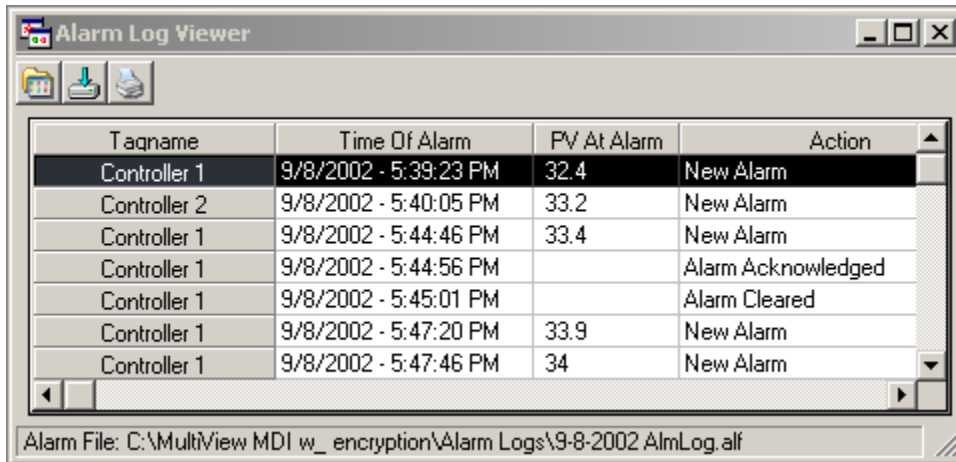 Alarm Log Viewer
Tagname Time Of Alarm PV At Alarm Action
Controller 1 9/8/2002 - 5:39:23 PM 32.4 New Alarm
Controller 2 9/8/2002 - 5:40:05 PM 33.2 New Alarm
Controller 1 9/8/2002 - 5:44:46 PM 33.4 New Alarm
Controller 1 9/8/2002 - 5:44:56 PM Alarm Acknowledged
Controller 1 9/8/2002 - 5:45:01 PM Alarm Cleared
Controller 1 9/8/2002 - 5:47:20 PM 33.9 New Alarm
Controller 1 9/8/2002 - 5:47:46 PM 34 New Alarm
Alarm File: C:\MultiView MDI w_ encryption\Alarm Logs\9-8-2002 AlmLog.alf